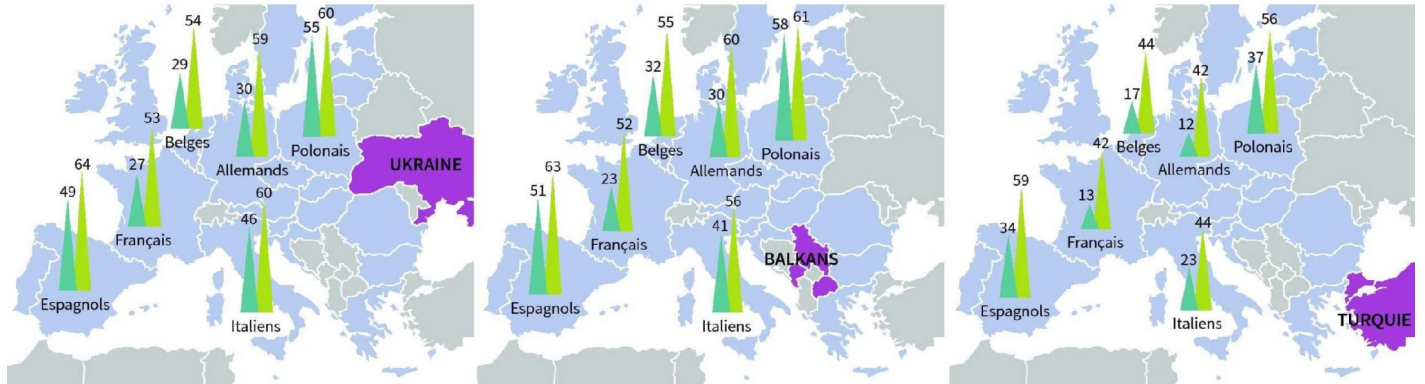 54
29
Belges
59
30
Allemands
60
55
Polonais
UKRAINE
53
27
Français
64
49
Espagnols
60
46
Italiens
55
32
Belges
60
30
Allemands
61
58
Polonais
52
23
Français
63
51
Espagnols
56
41
Italiens
BALKANS
44
17
Belges
42
12
Allemands
56
37
Polonais
42
13
Français
59
34
Espagnols
44
23
Italiens
TURQUIE